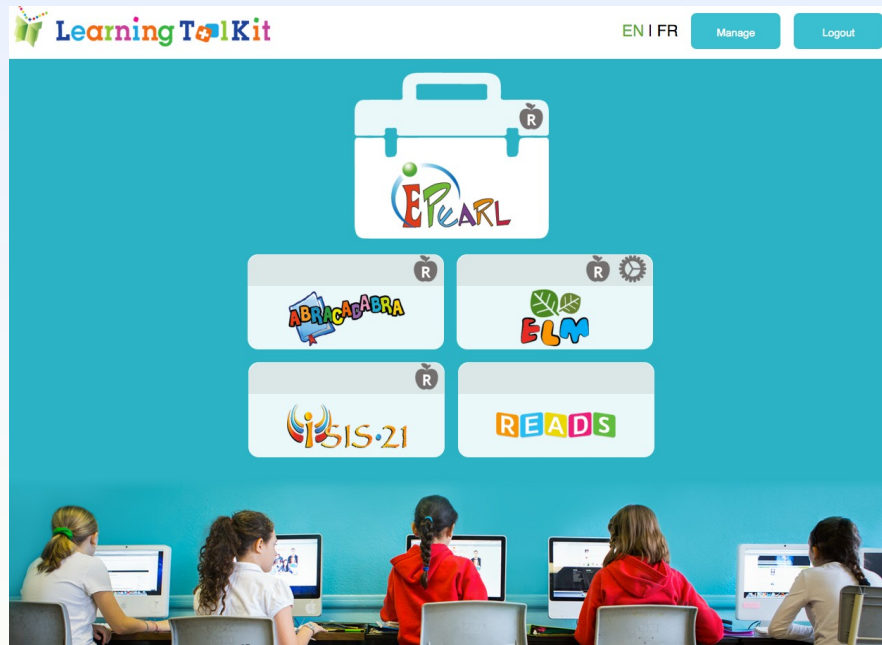 Learning ToolKit
EN | FR
Manage
Logout
R
EPEARL
R
ABRACADABRA
R
ELM
R
ISIS-21
READS